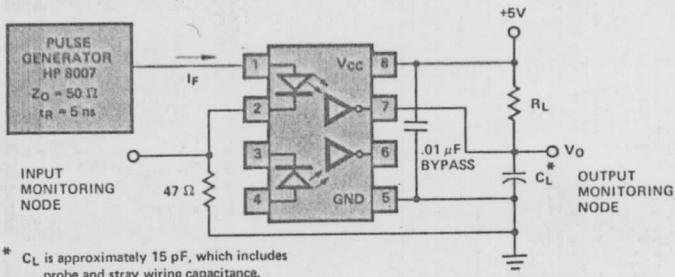 +5V
PULSE
GENERATOR
HP 8007
ZO = 50 Ω
tR = 5 ns
IF
1
2
3
4
VCC
GND
8
7
6
5
.01 µF
BYPASS
RL
VO
*
CL
OUTPUT
MONITORING
NODE
INPUT
MONITORING
NODE
47 Ω
* CL is approximately 15 pF, which includes
probe and stray wiring capacitance.